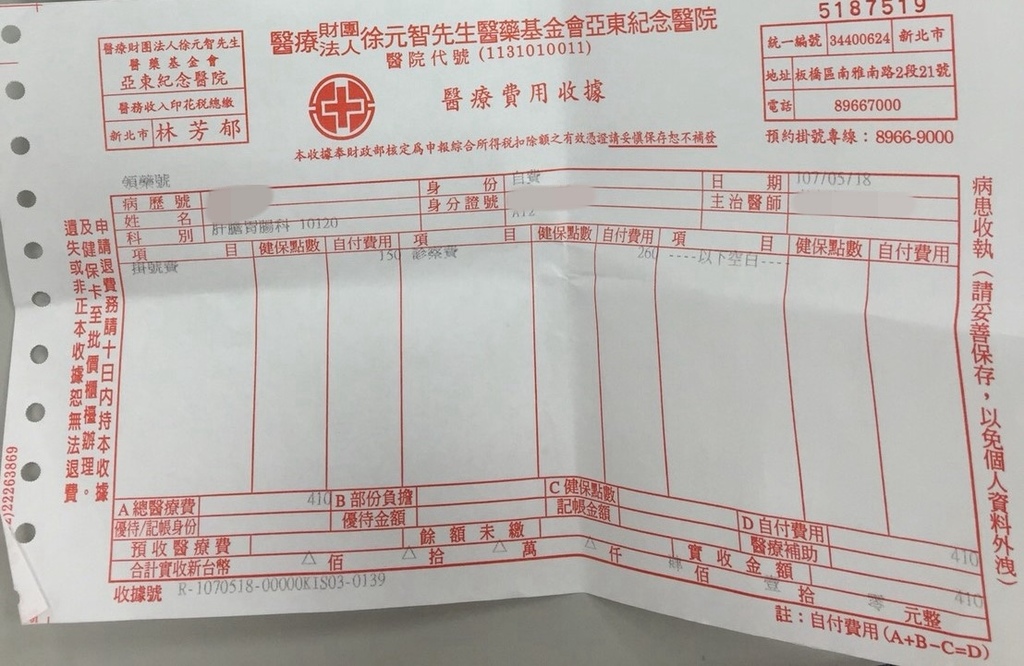 5187519
醫療財團法人徐元智先生醫藥基金會亞東紀念醫院
醫院代號 (1131010011)
醫療費用收據
本收據奉財政部核定為申報綜合所得稅扣除額之有效憑證請妥慎保存恕不補發
醫療財團法人徐元智先生
醫藥基金會
亞東紀念醫院
醫務收入印花稅總繳
新北市 林芳郁
統一編號 34400624 新北市
地址 板橋區南雅南路2段21號
電話 89667000
預約掛號專線：8966-9000
領藥號
身份 自費
日期 107/05/18
病歷號
身分證號
主治醫師
姓名
A12
科別 肝膽胃腸科 10120
項目 健保點數 自付費用 項目 健保點數 自付費用 項目 健保點數 自付費用
掛號費 150 診察費 260 ----以下空白----
A總醫療費 410 B部份負擔 C健保點數 D自付費用 410
優待/記帳身份 優待金額 記帳金額 醫療補助
預收醫療費 餘額未繳 實收金額 410
合計實收新台幣 △佰 △拾 △萬 △仟 肆佰 壹拾 零元整
收據號 R-1070518-00000KIS03-0139
註：自付費用(A+B-C=D)
申請退費務請十日內持本收據
及健保卡至批價櫃檯辦理。
遺失或非正本收據恕無法退費
病患收執（請妥善保存，以免個人資料外洩）
)22263869